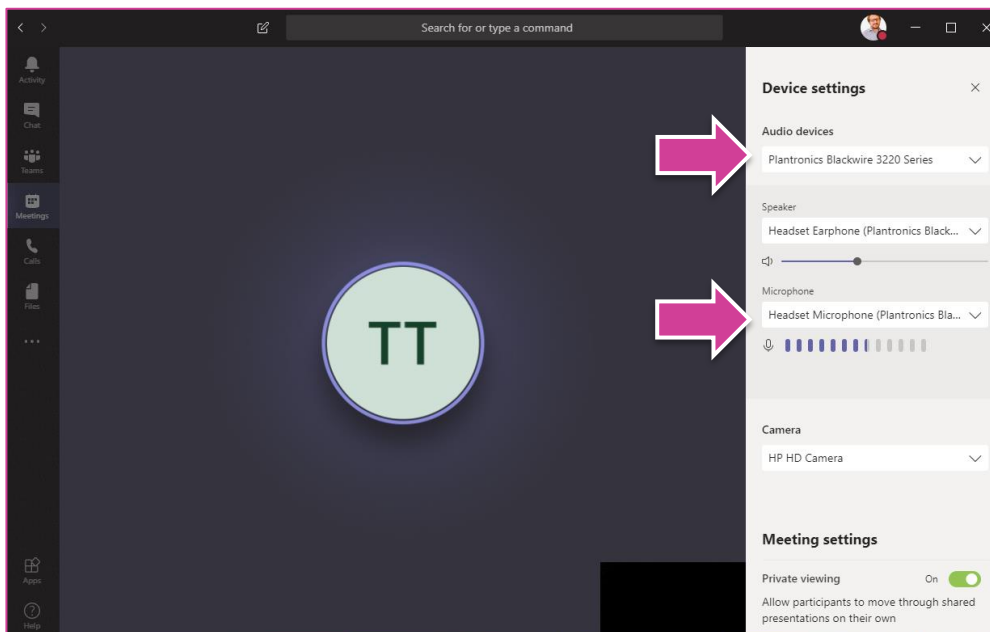 Search for or type a command
Activity
Chat
Teams
Meetings
Calls
Files
Apps
Help
TT
Device settings
Audio devices
Plantronics Blackwire 3220 Series
Speaker
Headset Earphone (Plantronics Black...
Microphone
Headset Microphone (Plantronics Bla...
Camera
HP HD Camera
Meeting settings
Private viewing On
Allow participants to move through shared
presentations on their own